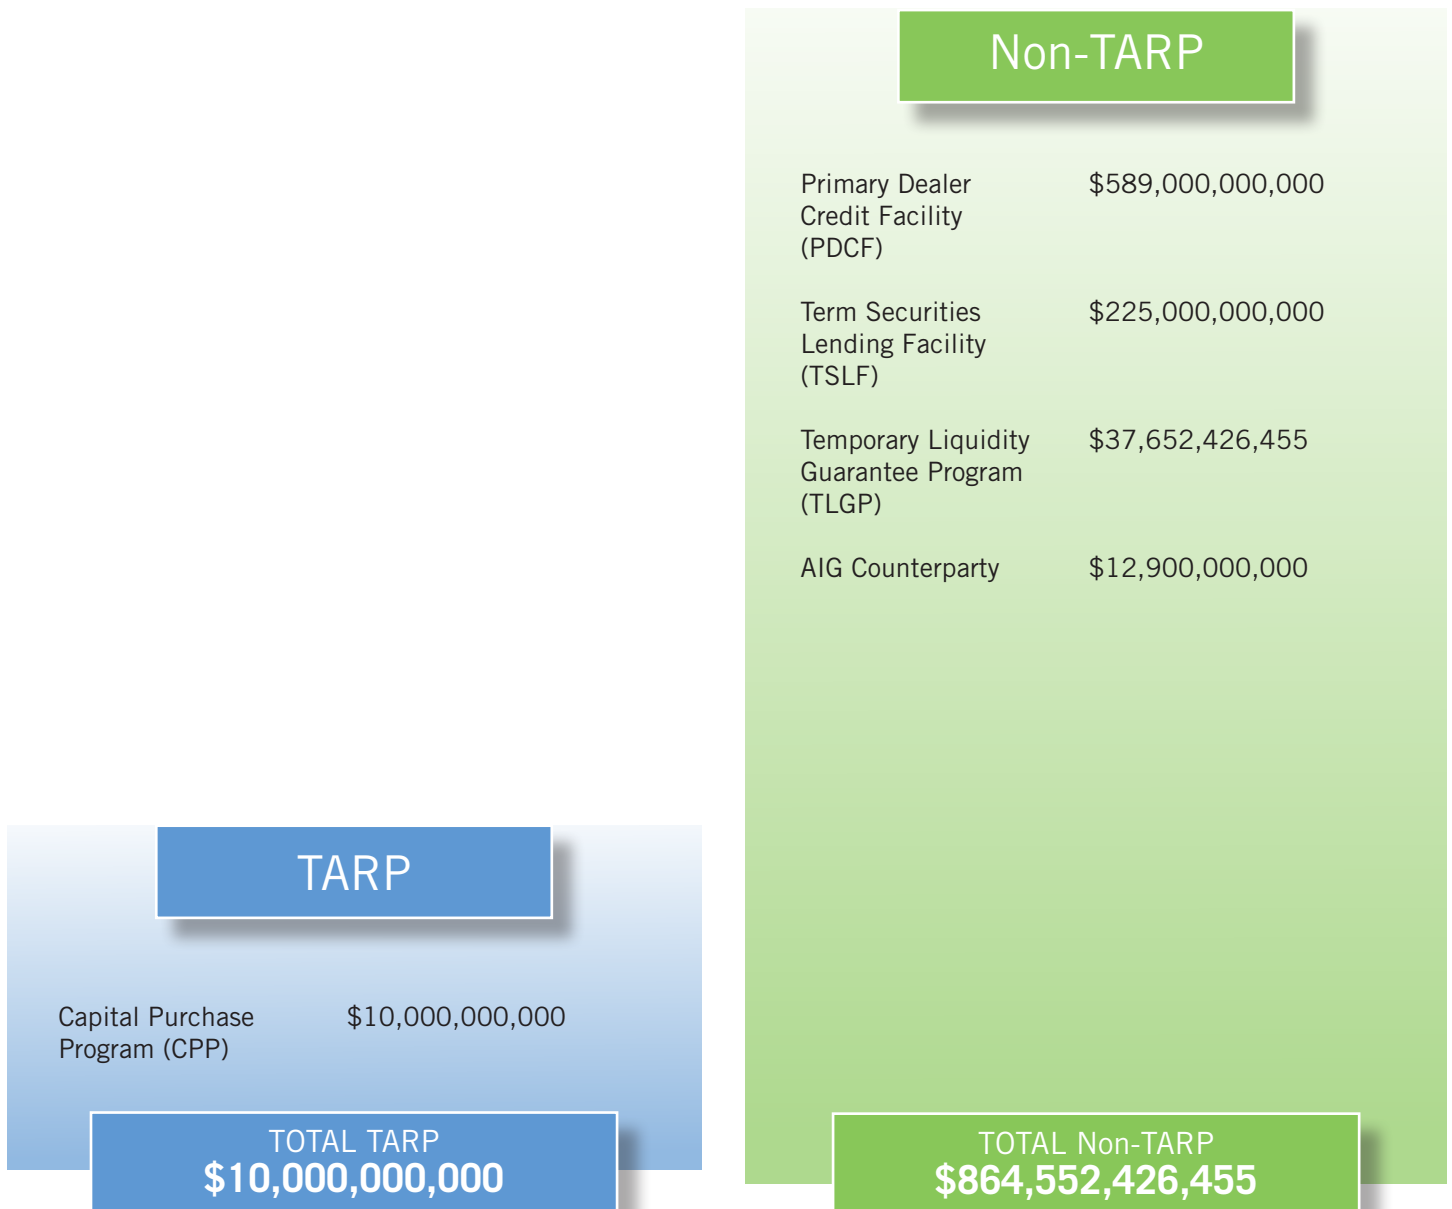 Non-TARP
Primary Dealer $589,000,000,000
Credit Facility
(PDCF)
Term Securities $225,000,000,000
Lending Facility
(TSLF)
Temporary Liquidity $37,652,426,455
Guarantee Program
(TLGP)
AIG Counterparty $12,900,000,000
TOTAL Non-TARP
$864,552,426,455
TARP
Capital Purchase $10,000,000,000
Program (CPP)
TOTAL TARP
$10,000,000,000